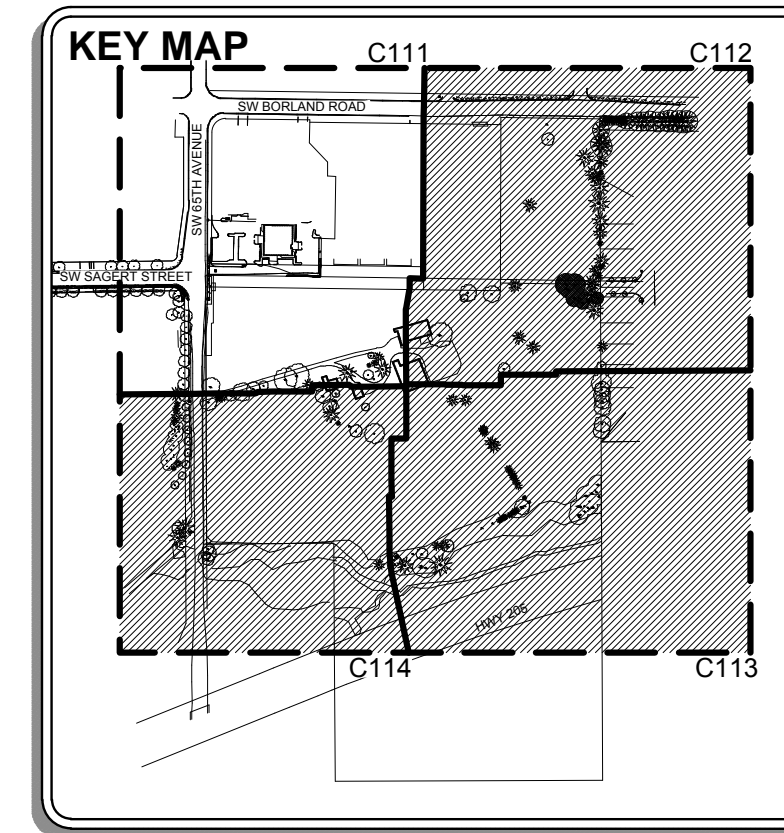 KEY MAP
C111
C112
SW BORLAND ROAD
SW 65TH AVENUE
SW SAGERT STREET
HWY 205
C114
C113